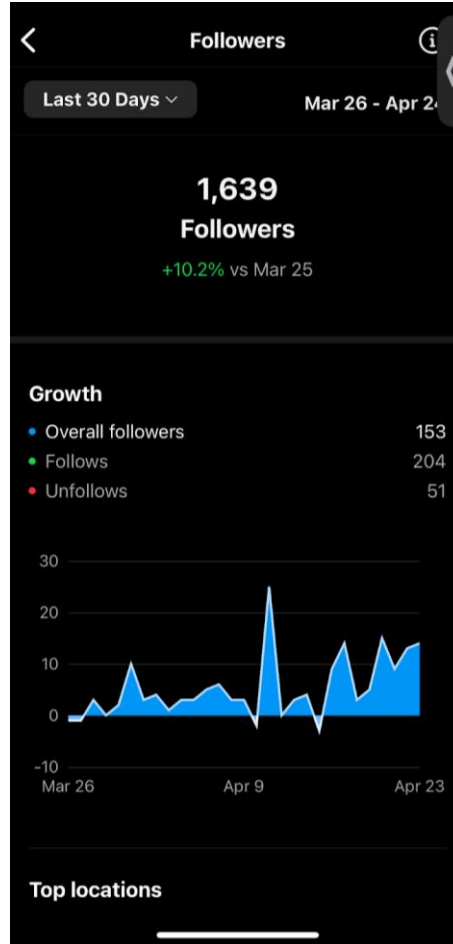 Followers
Last 30 Days
Mar 26 - Apr
1,639
Followers
+10.2% vs Mar 25
Growth
Overall followers 153
Follows 204
Unfollows 51
30
20
10
0
-10
Mar 26 Apr 9 Apr 23
Top locations